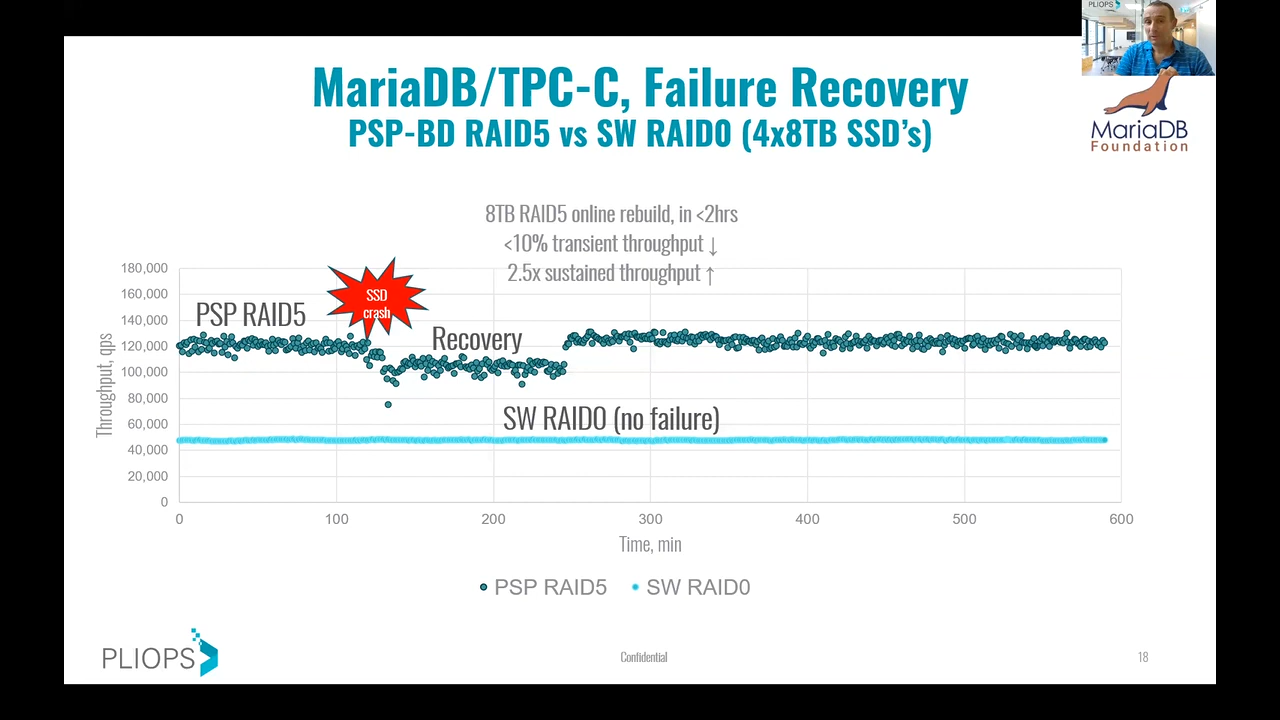 PLIOPS
MariaDB/TPC-C, Failure Recovery
PSP-BD RAID5 vs SW RAID0 (4x8TB SSD’s)
MariaDB
Foundation
8TB RAID5 online rebuild, in <2hrs
<10% transient throughput ↓
2.5x sustained throughput ↑
180,000
160,000
140,000
120,000
100,000
80,000
60,000
40,000
20,000
0
Throughput, qps
PSP RAID5
SSD
crash
Recovery
SW RAID0 (no failure)
0 100 200 300 400 500 600
Time, min
PSP RAID5 SW RAID0
PLIOPS
Confidential
18